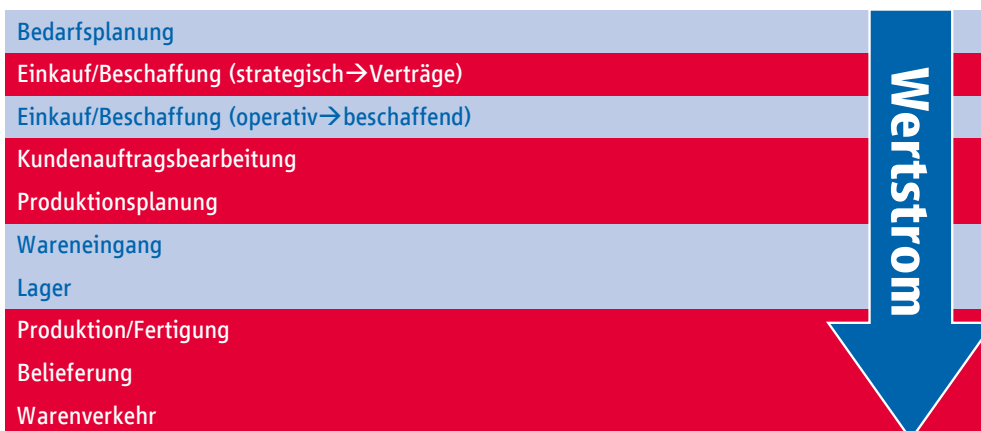 Bedarfsplanung
Einkauf/Beschaffung (strategisch→Verträge)
Einkauf/Beschaffung (operativ→beschaffend)
Kundenauftragsbearbeitung
Produktionsplanung
Wareneingang
Lager
Produktion/Fertigung
Belieferung
Warenverkehr
Wertstrom